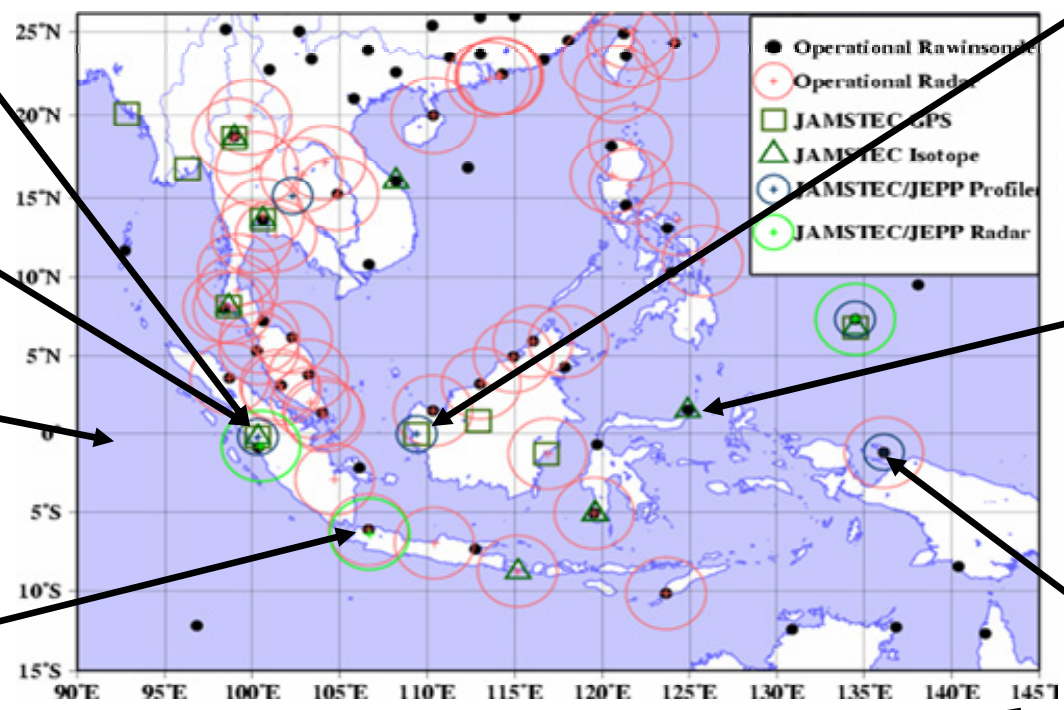 25°N
20°N
15°N
10°N
5°N
0°
5°S
10°S
15°S
90°E 95°E 100°E 105°E 110°E 115°E 120°E 125°E 130°E 135°E 140°E 145°E
Operational Rawinsonde
Operational Radar
JAMSTEC GPS
JAMSTEC Isotope
JAMSTEC/JEPP Profiler
JAMSTEC/JEPP Radar